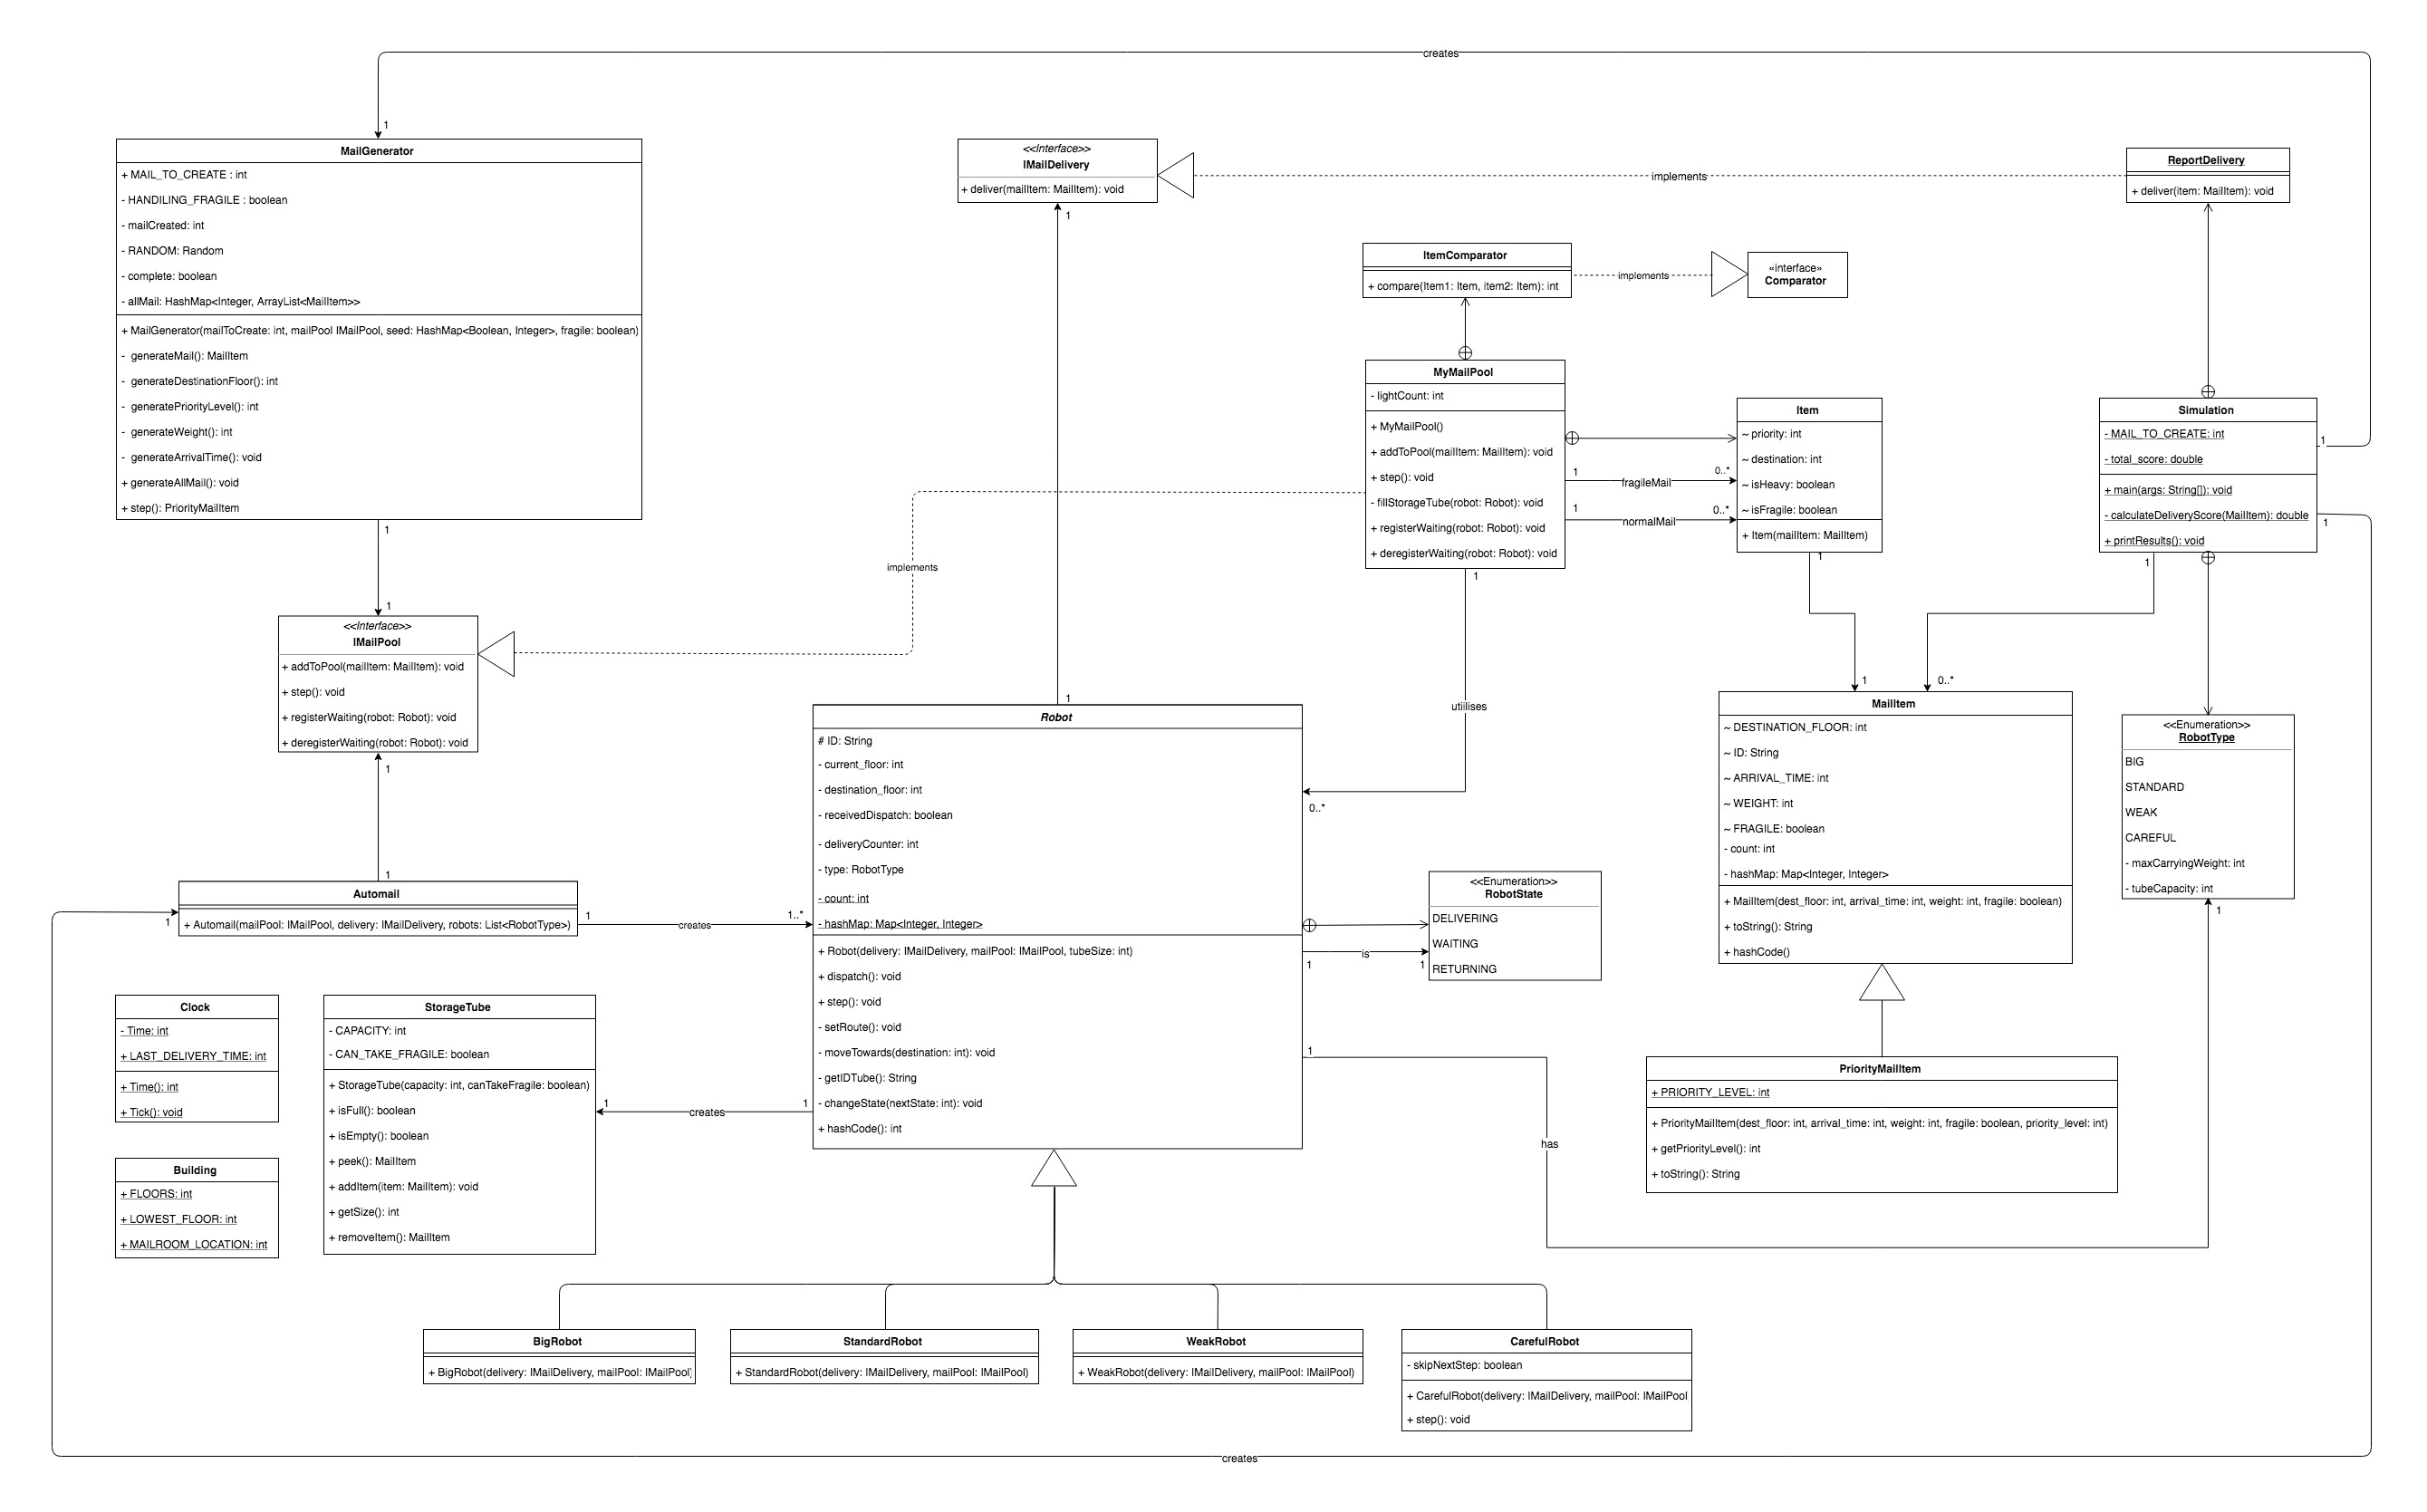 creates
1
MailGenerator
+ MAIL_TO_CREATE : int
- HANDILING_FRAGILE : boolean
- mailCreated: int
- RANDOM: Random
- complete: boolean
- allMail: HashMap<Integer, ArrayList<MailItem>>
+ MailGenerator(mailToCreate: int, mailPool IMailPool, seed: HashMap<Boolean, Integer>, fragile: boolean)
- generateMail(): MailItem
- generateDestinationFloor(): int
- generatePriorityLevel(): int
- generateWeight(): int
- generateArrivalTime(): void
+ generateAllMail(): void
+ step(): PriorityMailItem
1
1
<<Interface>>
IMailDelivery
+ deliver(mailItem: MailItem): void
1
implements
ReportDelivery
+ deliver(item: MailItem): void
ItemComparator
+ compare(Item1: Item, item2: Item): int
implements
«interface»
Comparator
MyMailPool
- lightCount: int
+ MyMailPool()
+ addToPool(mailItem: MailItem): void
+ step(): void
- fillStorageTube(robot: Robot): void
+ registerWaiting(robot: Robot): void
+ deregisterWaiting(robot: Robot): void
1
fragileMail
0..*
1
normalMail
0..*
Item
~ priority: int
~ destination: int
~ isHeavy: boolean
~ isFragile: boolean
+ Item(mailItem: MailItem)
1
Simulation
- MAIL_TO_CREATE: int
- total_score: double
+ main(args: String[]): void
- calculateDeliveryScore(MailItem): double
+ printResults(): void
1
1
1
implements
<<Interface>>
IMailPool
+ addToPool(mailItem: MailItem): void
+ step(): void
+ registerWaiting(robot: Robot): void
+ deregisterWaiting(robot: Robot): void
1
1
1
utiilises
0..*
1
Robot
# ID: String
- current_floor: int
- destination_floor: int
- receivedDispatch: boolean
- deliveryCounter: int
- type: RobotType
- count: int
- hashMap: Map<Integer, Integer>
+ Robot(delivery: IMailDelivery, mailPool: IMailPool, tubeSize: int)
+ dispatch(): void
+ step(): void
- setRoute(): void
- moveTowards(destination: int): void
- getIDTube(): String
- changeState(nextState: int): void
+ hashCode(): int
1
0..*
MailItem
~ DESTINATION_FLOOR: int
~ ID: String
~ ARRIVAL_TIME: int
~ WEIGHT: int
~ FRAGILE: boolean
- count: int
- hashMap: Map<Integer, Integer>
+ MailItem(dest_floor: int, arrival_time: int, weight: int, fragile: boolean)
+ toString(): String
+ hashCode()
<<Enumeration>>
RobotType
BIG
STANDARD
WEAK
CAREFUL
- maxCarryingWeight: int
- tubeCapacity: int
1
1
Automail
+ Automail(mailPool: IMailPool, delivery: IMailDelivery, robots: List<RobotType>)
1
creates
1..*
<<Enumeration>>
RobotState
DELIVERING
WAITING
RETURNING
1
is
1
1
has
Clock
- Time: int
+ LAST_DELIVERY_TIME: int
+ Time(): int
+ Tick(): void
StorageTube
- CAPACITY: int
- CAN_TAKE_FRAGILE: boolean
+ StorageTube(capacity: int, canTakeFragile: boolean)
+ isFull(): boolean
+ isEmpty(): boolean
+ peek(): MailItem
+ addItem(item: MailItem): void
+ getSize(): int
+ removeItem(): MailItem
1
creates
1
Building
+ FLOORS: int
+ LOWEST_FLOOR: int
+ MAILROOM_LOCATION: int
PriorityMailItem
+ PRIORITY_LEVEL: int
+ PriorityMailItem(dest_floor: int, arrival_time: int, weight: int, fragile: boolean, priority_level: int)
+ getPriorityLevel(): int
+ toString(): String
BigRobot
+ BigRobot(delivery: IMailDelivery, mailPool: IMailPool)
StandardRobot
+ StandardRobot(delivery: IMailDelivery, mailPool: IMailPool)
WeakRobot
+ WeakRobot(delivery: IMailDelivery, mailPool: IMailPool)
CarefulRobot
- skipNextStep: boolean
+ CarefulRobot(delivery: IMailDelivery, mailPool: IMailPool
+ step(): void
creates